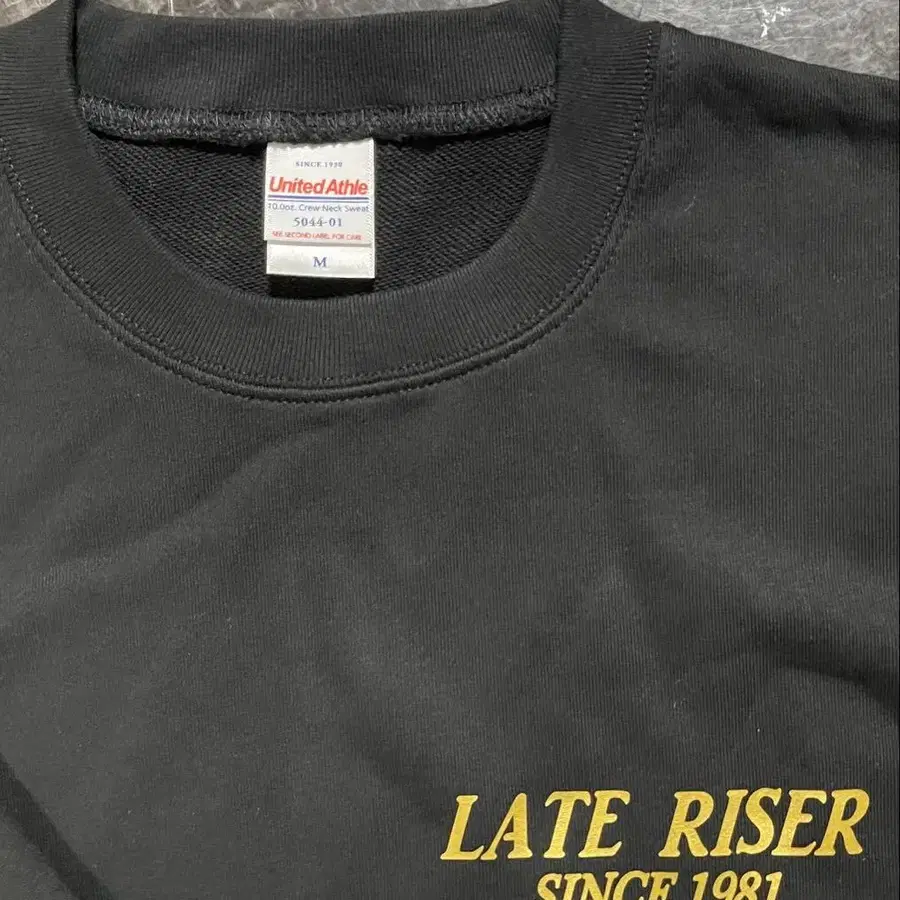 SINCE 1990
United Athle
10.0oz. Crew Neck Sweat
5044-01
SEE SECOND LABEL FOR CARE
M
LATE RISER
SINCE 1981